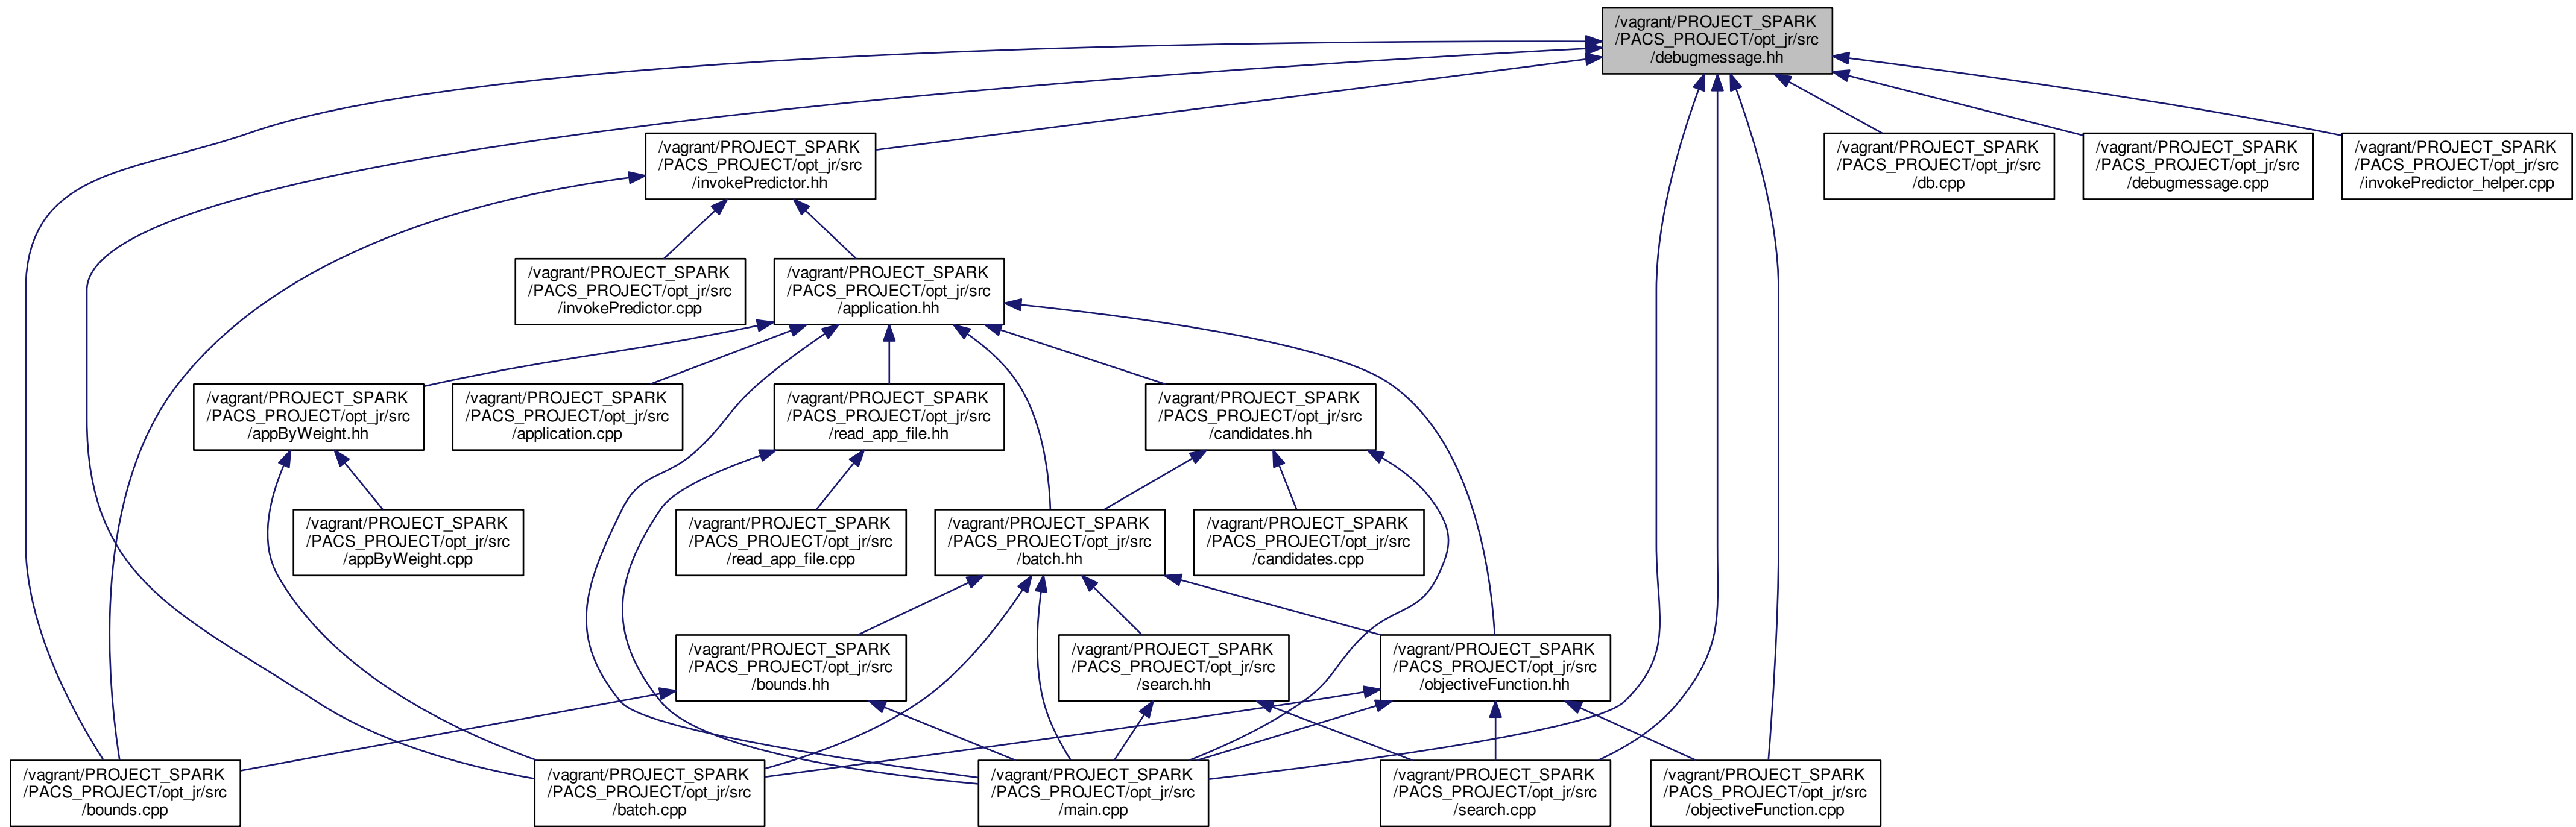 /vagrant/PROJECT_SPARK
/PACS_PROJECT/opt_jr/src
/debugmessage.hh
/vagrant/PROJECT_SPARK
/PACS_PROJECT/opt_jr/src
/invokePredictor.hh
/vagrant/PROJECT_SPARK
/PACS_PROJECT/opt_jr/src
/db.cpp
/vagrant/PROJECT_SPARK
/PACS_PROJECT/opt_jr/src
/debugmessage.cpp
/vagrant/PROJECT_SPARK
/PACS_PROJECT/opt_jr/src
/invokePredictor_helper.cpp
/vagrant/PROJECT_SPARK
/PACS_PROJECT/opt_jr/src
/invokePredictor.cpp
/vagrant/PROJECT_SPARK
/PACS_PROJECT/opt_jr/src
/application.hh
/vagrant/PROJECT_SPARK
/PACS_PROJECT/opt_jr/src
/appByWeight.hh
/vagrant/PROJECT_SPARK
/PACS_PROJECT/opt_jr/src
/application.cpp
/vagrant/PROJECT_SPARK
/PACS_PROJECT/opt_jr/src
/read_app_file.hh
/vagrant/PROJECT_SPARK
/PACS_PROJECT/opt_jr/src
/candidates.hh
/vagrant/PROJECT_SPARK
/PACS_PROJECT/opt_jr/src
/appByWeight.cpp
/vagrant/PROJECT_SPARK
/PACS_PROJECT/opt_jr/src
/read_app_file.cpp
/vagrant/PROJECT_SPARK
/PACS_PROJECT/opt_jr/src
/batch.hh
/vagrant/PROJECT_SPARK
/PACS_PROJECT/opt_jr/src
/candidates.cpp
/vagrant/PROJECT_SPARK
/PACS_PROJECT/opt_jr/src
/bounds.hh
/vagrant/PROJECT_SPARK
/PACS_PROJECT/opt_jr/src
/search.hh
/vagrant/PROJECT_SPARK
/PACS_PROJECT/opt_jr/src
/objectiveFunction.hh
/vagrant/PROJECT_SPARK
/PACS_PROJECT/opt_jr/src
/bounds.cpp
/vagrant/PROJECT_SPARK
/PACS_PROJECT/opt_jr/src
/batch.cpp
/vagrant/PROJECT_SPARK
/PACS_PROJECT/opt_jr/src
/main.cpp
/vagrant/PROJECT_SPARK
/PACS_PROJECT/opt_jr/src
/search.cpp
/vagrant/PROJECT_SPARK
/PACS_PROJECT/opt_jr/src
/objectiveFunction.cpp